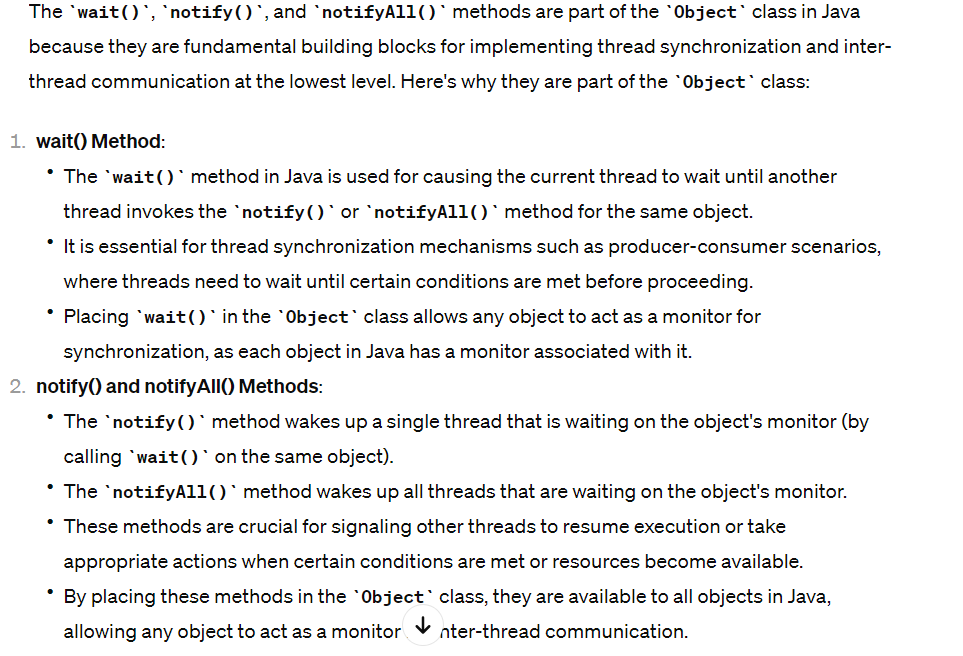 The `wait()`, `notify()`, and `notifyAll()` methods are part of the `Object` class in Java
because they are fundamental building blocks for implementing thread synchronization and inter-
thread communication at the lowest level. Here's why they are part of the `Object` class:
1. wait() Method:
• The `wait()` method in Java is used for causing the current thread to wait until another
thread invokes the `notify()` or `notifyAll()` method for the same object.
• It is essential for thread synchronization mechanisms such as producer-consumer scenarios,
where threads need to wait until certain conditions are met before proceeding.
• Placing `wait()` in the `Object` class allows any object to act as a monitor for
synchronization, as each object in Java has a monitor associated with it.
2. notify() and notifyAll() Methods:
• The `notify()` method wakes up a single thread that is waiting on the object's monitor (by
calling `wait()` on the same object).
• The `notifyAll()` method wakes up all threads that are waiting on the object's monitor.
• These methods are crucial for signaling other threads to resume execution or take
appropriate actions when certain conditions are met or resources become available.
• By placing these methods in the `Object` class, they are available to all objects in Java,
allowing any object to act as a monitor nter-thread communication.